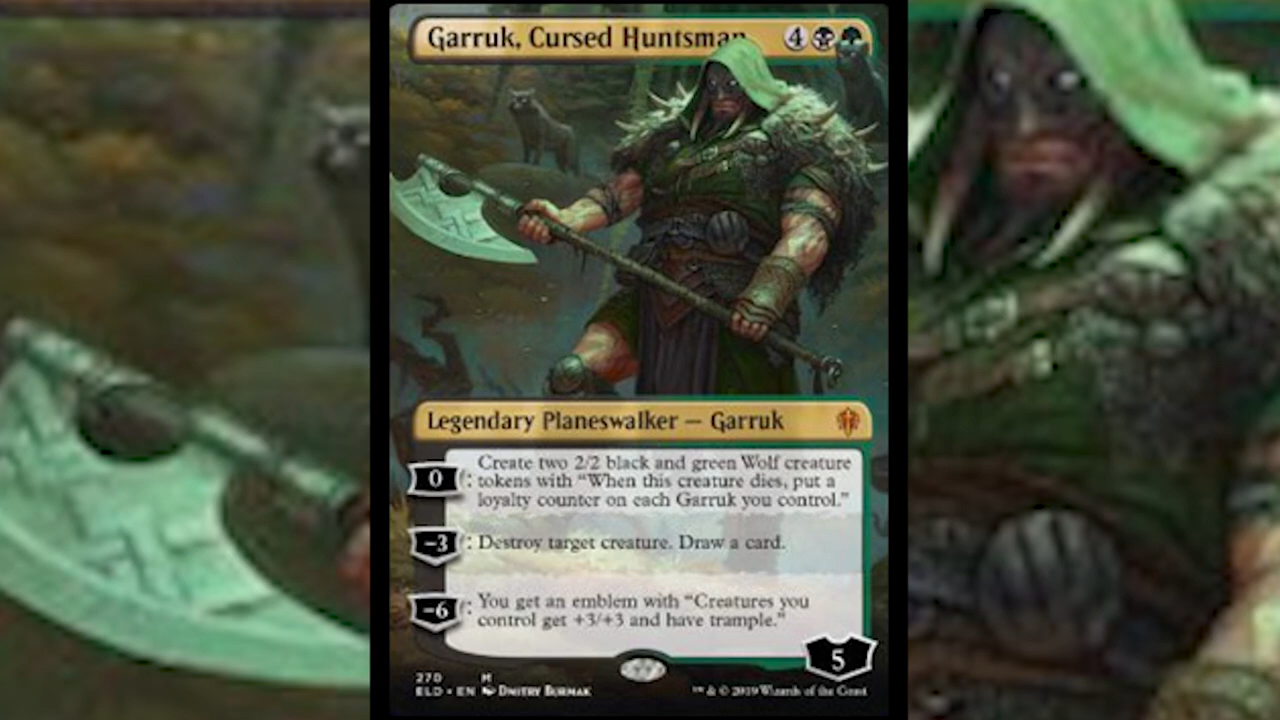 Garruk, Cursed Huntsman 4
Legendary Planeswalker — Garruk
0: Create two 2/2 black and green Wolf creature
tokens with “When this creature dies, put a
loyalty counter on each Garruk you control.”
−3: Destroy target creature. Draw a card.
−6: You get an emblem with “Creatures you
control get +3/+3 and have trample.”
5
270 M
ELD • EN Dmitry Burmak
™ & © 2019 Wizards of the Coast